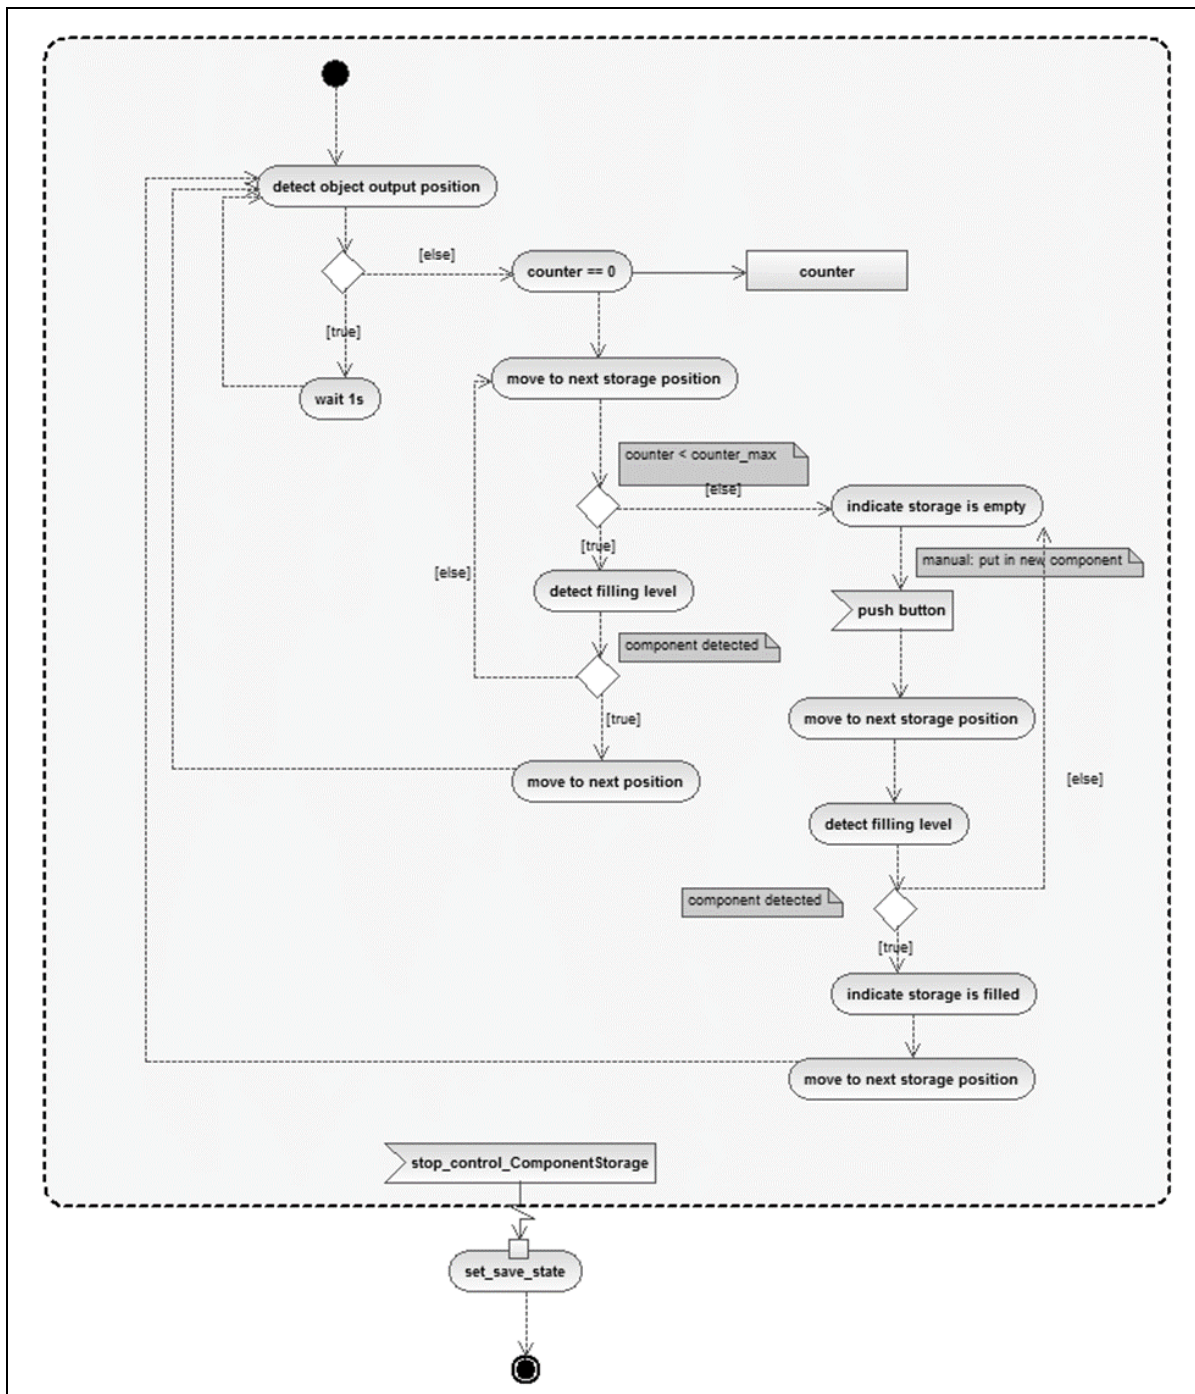 detect object output position
[else]
counter == 0
counter
[true]
move to next storage position
wait 1s
counter < counter_max
[else]
indicate storage is empty
[true]
manual: put in new component
[else]
detect filling level
push button
component detected
[true]
move to next storage position
move to next position
[else]
detect filling level
component detected
[true]
indicate storage is filled
move to next storage position
stop_control_ComponentStorage
set_save_state